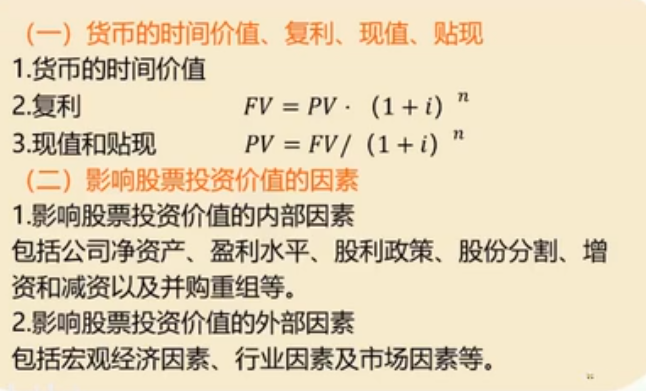 （一）货币的时间价值、复利、现值、贴现
1.货币的时间价值
2.复利 FV = PV · （1 + i）ⁿ
3.现值和贴现 PV = FV/（1 + i）ⁿ
（二）影响股票投资价值的因素
1.影响股票投资价值的内部因素
包括公司净资产、盈利水平、股利政策、股份分割、增
资和减资以及并购重组等。
2.影响股票投资价值的外部因素
包括宏观经济因素、行业因素及市场因素等。